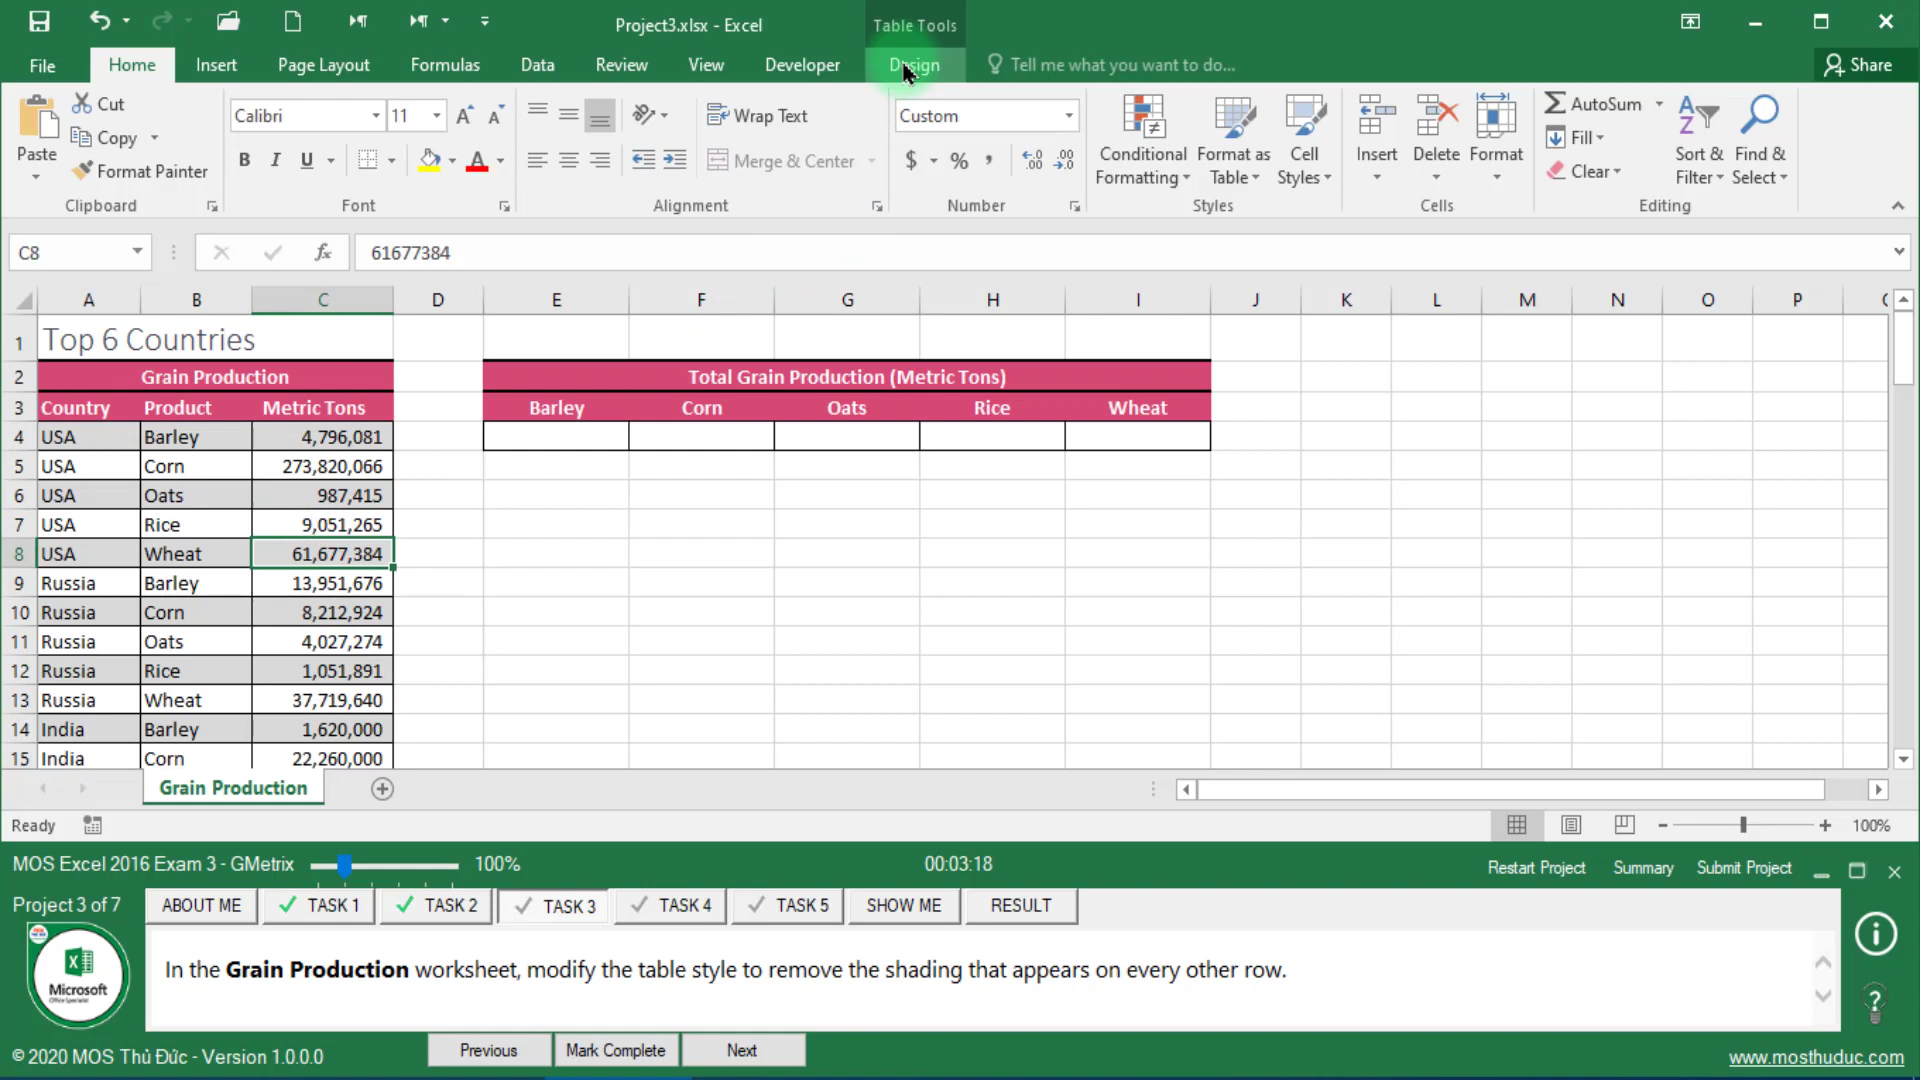 Project3.xlsx - Excel
Table Tools
File Home Insert Page Layout Formulas Data Review View Developer Design Tell me what you want to do... Share
Paste
Cut
Copy
Format Painter
Clipboard
Calibri 11
B I U A
Font
Wrap Text
Merge & Center
Alignment
Custom
$ % ,
Number
Conditional Formatting
Format as Table
Cell Styles
Styles
Insert Delete Format
Cells
AutoSum
Fill
Clear
Sort & Filter
Find & Select
Editing
C8 fx 61677384
A B C D E F G H I J K L M N O P
1 Top 6 Countries
2 Grain Production Total Grain Production (Metric Tons)
3 Country Product Metric Tons Barley Corn Oats Rice Wheat
4 USA Barley 4,796,081
5 USA Corn 273,820,066
6 USA Oats 987,415
7 USA Rice 9,051,265
8 USA Wheat 61,677,384
9 Russia Barley 13,951,676
10 Russia Corn 8,212,924
11 Russia Oats 4,027,274
12 Russia Rice 1,051,891
13 Russia Wheat 37,719,640
14 India Barley 1,620,000
15 India Corn 22,260,000
Grain Production
Ready 100%
MOS Excel 2016 Exam 3 - GMetrix 100% 00:03:18 Restart Project Summary Submit Project
Project 3 of 7 ABOUT ME TASK 1 TASK 2 TASK 3 TASK 4 TASK 5 SHOW ME RESULT
Microsoft
In the Grain Production worksheet, modify the table style to remove the shading that appears on every other row.
Previous Mark Complete Next
© 2020 MOS Thủ Đức - Version 1.0.0.0
www.mosthuduc.com